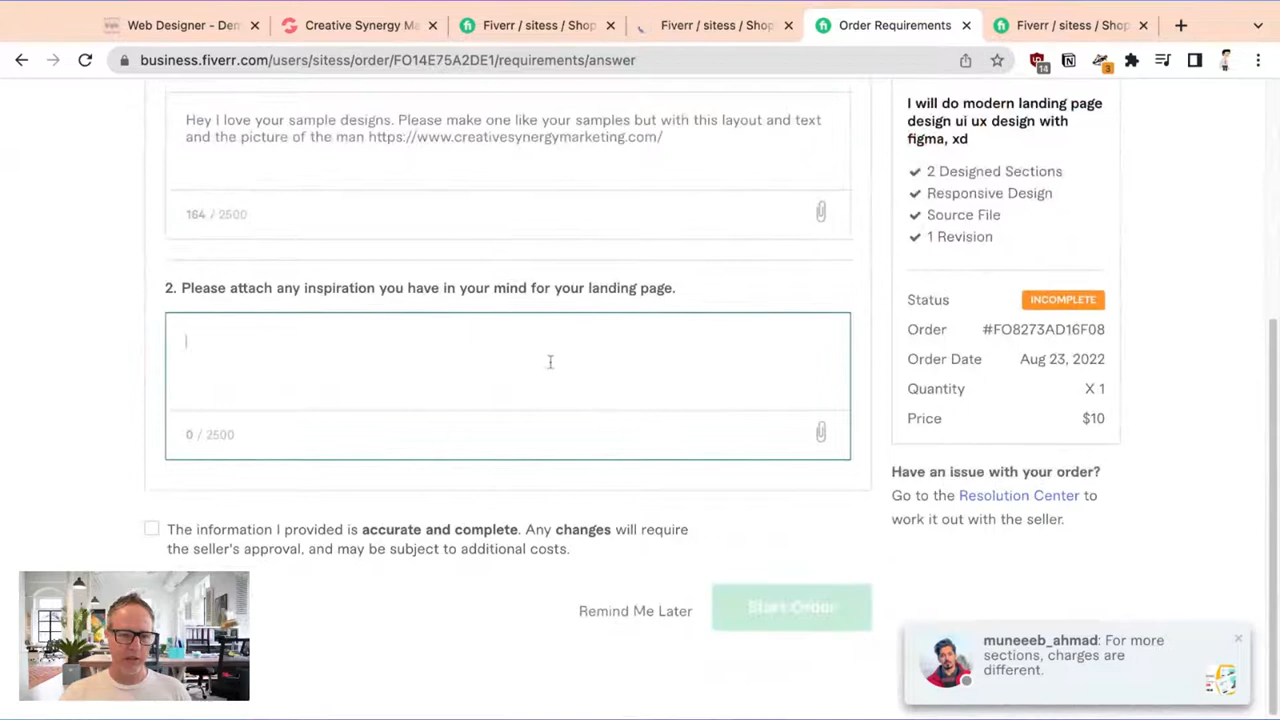 Web Designer - Den
Creative Synergy Ma
Fiverr / sitess / Shop
Fiverr / sitess / Shop
Order Requirements
Fiverr / sitess / Shop
business.fiverr.com/users/sitess/order/FO14E75A2DE1/requirements/answer
14
3
Hey I love your sample designs. Please make one like your samples but with this layout and text
and the picture of the man https://www.creativesynergymarketing.com/
164 / 2500
2. Please attach any inspiration you have in your mind for your landing page.
0 / 2500
The information I provided is accurate and complete. Any changes will require
the seller's approval, and may be subject to additional costs.
Remind Me Later
Start Order
I will do modern landing page
design ui ux design with
figma, xd
2 Designed Sections
Responsive Design
Source File
1 Revision
Status INCOMPLETE
Order #FO8273AD16F08
Order Date Aug 23, 2022
Quantity X 1
Price $10
Have an issue with your order?
Go to the Resolution Center to
work it out with the seller.
muneeeb_ahmad: For more
sections, charges are
different.